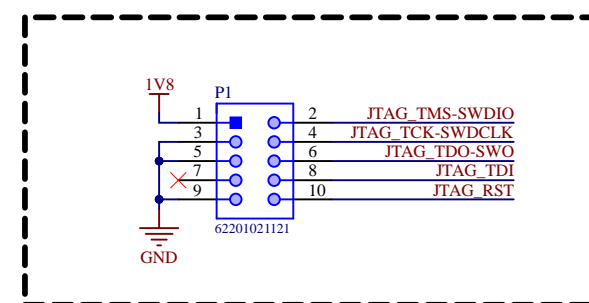 1V8
P1
1 2 JTAG_TMS-SWDIO
3 4 JTAG_TCK-SWDCLK
5 6 JTAG_TDO-SWO
7 8 JTAG_TDI
9 10 JTAG_RST
62201021121
GND